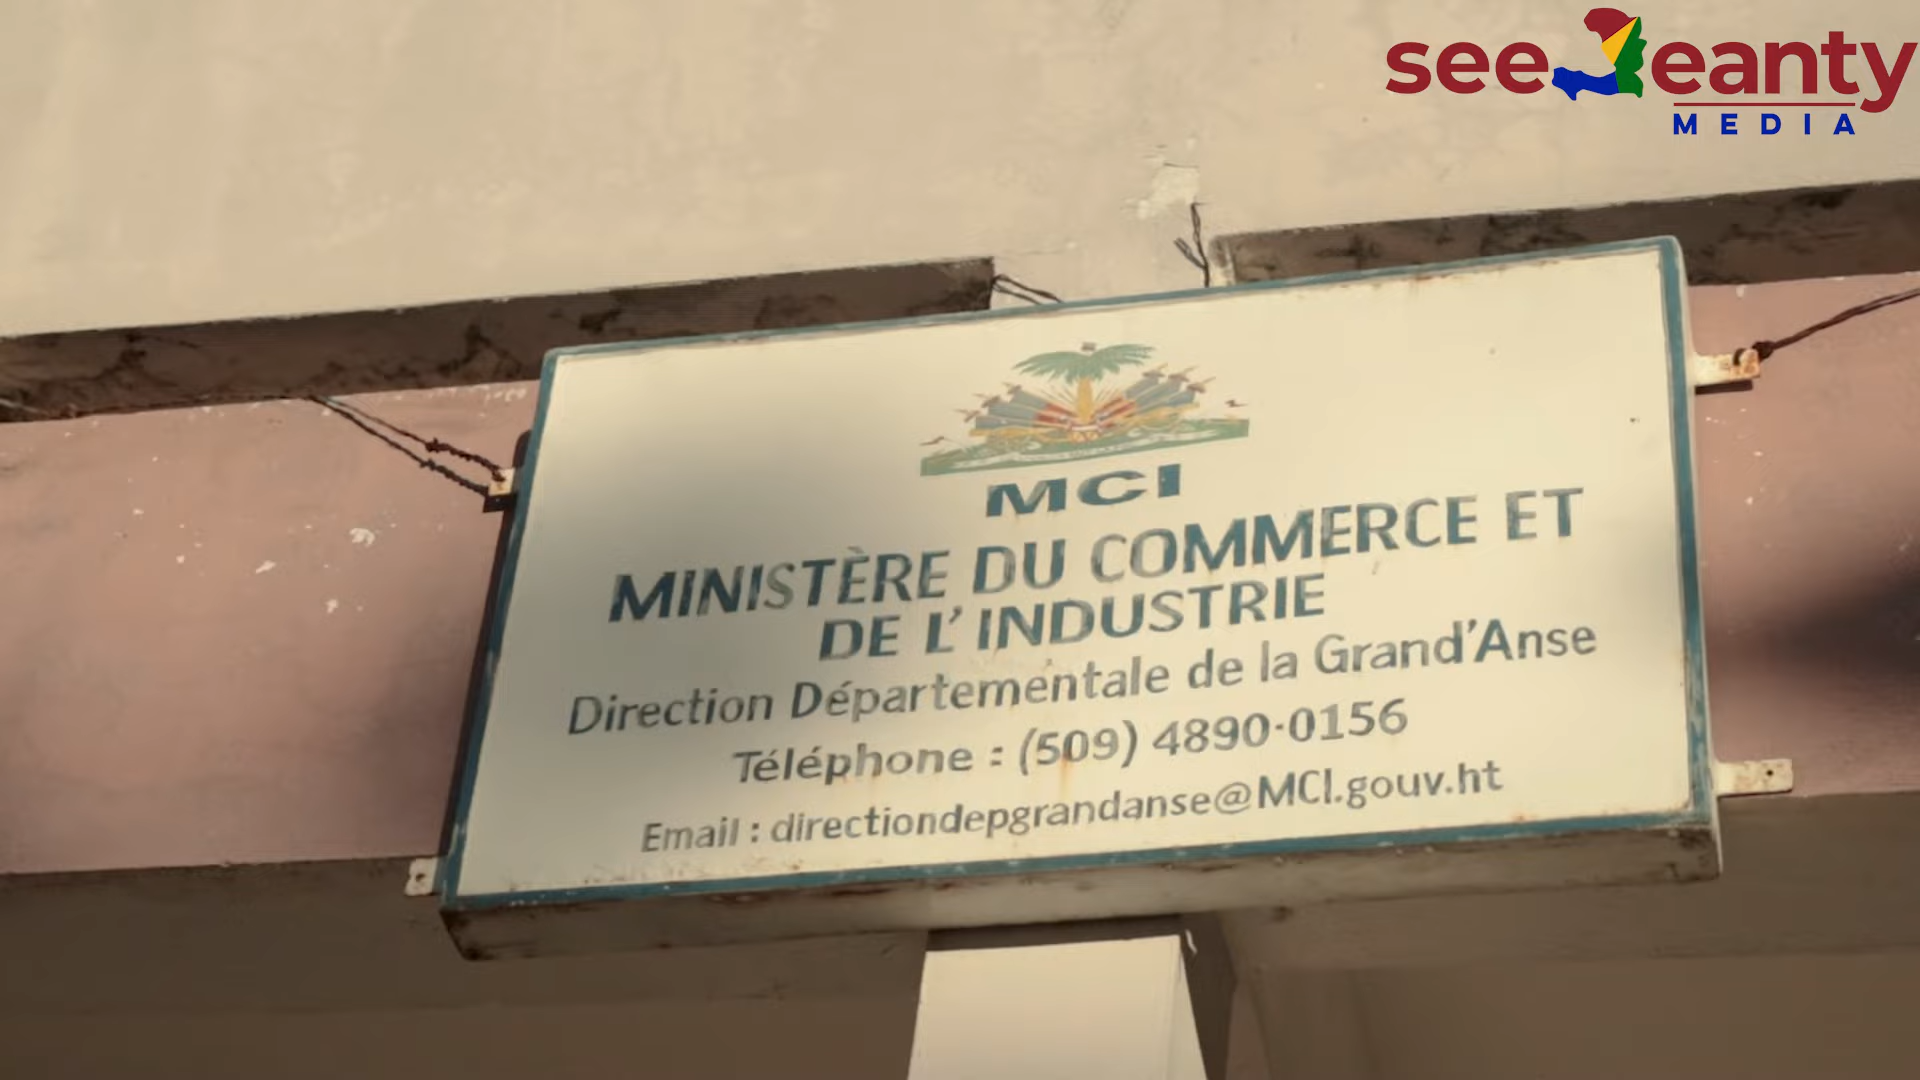 seeJeanty
MEDIA
MCI
MINISTÈRE DU COMMERCE ET
DE L'INDUSTRIE
Direction Départementale de la Grand'Anse
Téléphone : (509) 4890-0156
Email : directiondepgrandanse@MCI.gouv.ht